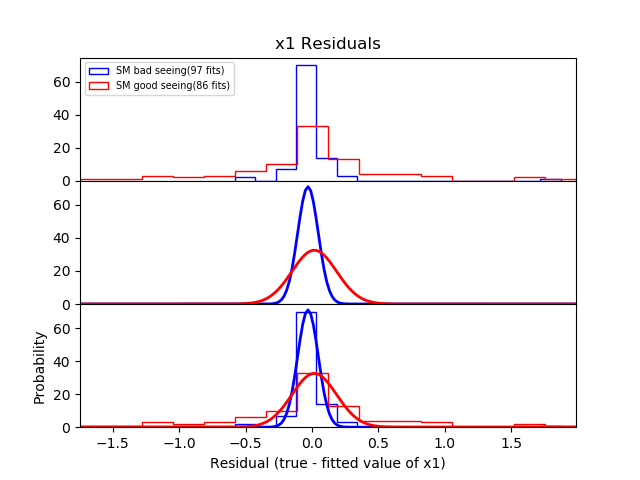 x1 Residuals
SM bad seeing(97 fits)
SM good seeing(86 fits)
60
40
20
0
60
40
20
0
60
40
20
0
Probability
−1.5 −1.0 −0.5 0.0 0.5 1.0 1.5
Residual (true - fitted value of x1)